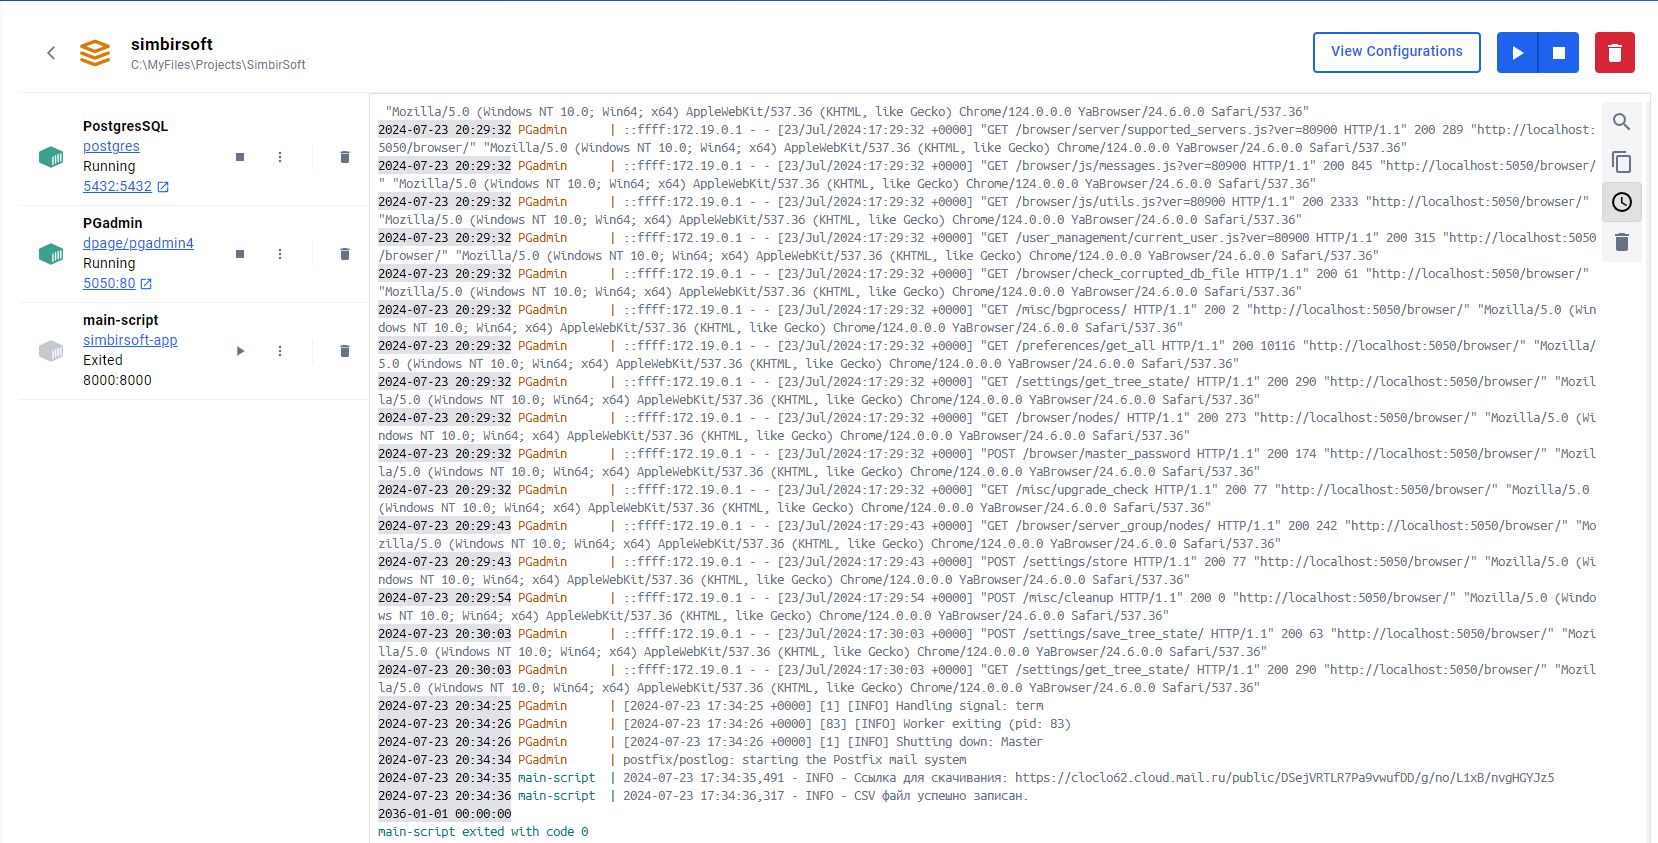 simbirsoft
C:\MyFiles\Projects\SimbirSoft
View Configurations
PostgresSQL
postgres
Running
5432:5432
PGadmin
dpage/pgadmin4
Running
5050:80
main-script
simbirsoft-app
Exited
8000:8000
"Mozilla/5.0 (Windows NT 10.0; Win64; x64) AppleWebKit/537.36 (KHTML, like Gecko) Chrome/124.0.0.0 YaBrowser/24.6.0.0 Safari/537.36"
2024-07-23 20:29:32 PGadmin | ::ffff:172.19.0.1 - - [23/Jul/2024:17:29:32 +0000] "GET /browser/server/supported_servers.js?ver=80900 HTTP/1.1" 200 289 "http://localhost:
5050/browser/" "Mozilla/5.0 (Windows NT 10.0; Win64; x64) AppleWebKit/537.36 (KHTML, like Gecko) Chrome/124.0.0.0 YaBrowser/24.6.0.0 Safari/537.36"
2024-07-23 20:29:32 PGadmin | ::ffff:172.19.0.1 - - [23/Jul/2024:17:29:32 +0000] "GET /browser/js/messages.js?ver=80900 HTTP/1.1" 200 845 "http://localhost:5050/browser/
" "Mozilla/5.0 (Windows NT 10.0; Win64; x64) AppleWebKit/537.36 (KHTML, like Gecko) Chrome/124.0.0.0 YaBrowser/24.6.0.0 Safari/537.36"
2024-07-23 20:29:32 PGadmin | ::ffff:172.19.0.1 - - [23/Jul/2024:17:29:32 +0000] "GET /browser/js/utils.js?ver=80900 HTTP/1.1" 200 2333 "http://localhost:5050/browser/"
"Mozilla/5.0 (Windows NT 10.0; Win64; x64) AppleWebKit/537.36 (KHTML, like Gecko) Chrome/124.0.0.0 YaBrowser/24.6.0.0 Safari/537.36"
2024-07-23 20:29:32 PGadmin | ::ffff:172.19.0.1 - - [23/Jul/2024:17:29:32 +0000] "GET /user_management/current_user.js?ver=80900 HTTP/1.1" 200 315 "http://localhost:5050
/browser/" "Mozilla/5.0 (Windows NT 10.0; Win64; x64) AppleWebKit/537.36 (KHTML, like Gecko) Chrome/124.0.0.0 YaBrowser/24.6.0.0 Safari/537.36"
2024-07-23 20:29:32 PGadmin | ::ffff:172.19.0.1 - - [23/Jul/2024:17:29:32 +0000] "GET /browser/check_corrupted_db_file HTTP/1.1" 200 61 "http://localhost:5050/browser/"
"Mozilla/5.0 (Windows NT 10.0; Win64; x64) AppleWebKit/537.36 (KHTML, like Gecko) Chrome/124.0.0.0 YaBrowser/24.6.0.0 Safari/537.36"
2024-07-23 20:29:32 PGadmin | ::ffff:172.19.0.1 - - [23/Jul/2024:17:29:32 +0000] "GET /misc/bgprocess/ HTTP/1.1" 200 2 "http://localhost:5050/browser/" "Mozilla/5.0 (Win
dows NT 10.0; Win64; x64) AppleWebKit/537.36 (KHTML, like Gecko) Chrome/124.0.0.0 YaBrowser/24.6.0.0 Safari/537.36"
2024-07-23 20:29:32 PGadmin | ::ffff:172.19.0.1 - - [23/Jul/2024:17:29:32 +0000] "GET /preferences/get_all HTTP/1.1" 200 10116 "http://localhost:5050/browser/" "Mozilla/
5.0 (Windows NT 10.0; Win64; x64) AppleWebKit/537.36 (KHTML, like Gecko) Chrome/124.0.0.0 YaBrowser/24.6.0.0 Safari/537.36"
2024-07-23 20:29:32 PGadmin | ::ffff:172.19.0.1 - - [23/Jul/2024:17:29:32 +0000] "GET /settings/get_tree_state/ HTTP/1.1" 200 290 "http://localhost:5050/browser/" "Mozil
la/5.0 (Windows NT 10.0; Win64; x64) AppleWebKit/537.36 (KHTML, like Gecko) Chrome/124.0.0.0 YaBrowser/24.6.0.0 Safari/537.36"
2024-07-23 20:29:32 PGadmin | ::ffff:172.19.0.1 - - [23/Jul/2024:17:29:32 +0000] "GET /browser/nodes/ HTTP/1.1" 200 273 "http://localhost:5050/browser/" "Mozilla/5.0 (Wi
ndows NT 10.0; Win64; x64) AppleWebKit/537.36 (KHTML, like Gecko) Chrome/124.0.0.0 YaBrowser/24.6.0.0 Safari/537.36"
2024-07-23 20:29:32 PGadmin | ::ffff:172.19.0.1 - - [23/Jul/2024:17:29:32 +0000] "POST /browser/master_password HTTP/1.1" 200 174 "http://localhost:5050/browser/" "Mozil
la/5.0 (Windows NT 10.0; Win64; x64) AppleWebKit/537.36 (KHTML, like Gecko) Chrome/124.0.0.0 YaBrowser/24.6.0.0 Safari/537.36"
2024-07-23 20:29:32 PGadmin | ::ffff:172.19.0.1 - - [23/Jul/2024:17:29:32 +0000] "GET /misc/upgrade_check HTTP/1.1" 200 77 "http://localhost:5050/browser/" "Mozilla/5.0
(Windows NT 10.0; Win64; x64) AppleWebKit/537.36 (KHTML, like Gecko) Chrome/124.0.0.0 YaBrowser/24.6.0.0 Safari/537.36"
2024-07-23 20:29:43 PGadmin | ::ffff:172.19.0.1 - - [23/Jul/2024:17:29:43 +0000] "GET /browser/server_group/nodes/ HTTP/1.1" 200 242 "http://localhost:5050/browser/" "Mo
zilla/5.0 (Windows NT 10.0; Win64; x64) AppleWebKit/537.36 (KHTML, like Gecko) Chrome/124.0.0.0 YaBrowser/24.6.0.0 Safari/537.36"
2024-07-23 20:29:43 PGadmin | ::ffff:172.19.0.1 - - [23/Jul/2024:17:29:43 +0000] "POST /settings/store HTTP/1.1" 200 77 "http://localhost:5050/browser/" "Mozilla/5.0 (Wi
ndows NT 10.0; Win64; x64) AppleWebKit/537.36 (KHTML, like Gecko) Chrome/124.0.0.0 YaBrowser/24.6.0.0 Safari/537.36"
2024-07-23 20:29:54 PGadmin | ::ffff:172.19.0.1 - - [23/Jul/2024:17:29:54 +0000] "POST /misc/cleanup HTTP/1.1" 200 0 "http://localhost:5050/browser/" "Mozilla/5.0 (Windo
ws NT 10.0; Win64; x64) AppleWebKit/537.36 (KHTML, like Gecko) Chrome/124.0.0.0 YaBrowser/24.6.0.0 Safari/537.36"
2024-07-23 20:30:03 PGadmin | ::ffff:172.19.0.1 - - [23/Jul/2024:17:30:03 +0000] "POST /settings/save_tree_state/ HTTP/1.1" 200 63 "http://localhost:5050/browser/" "Mozi
lla/5.0 (Windows NT 10.0; Win64; x64) AppleWebKit/537.36 (KHTML, like Gecko) Chrome/124.0.0.0 YaBrowser/24.6.0.0 Safari/537.36"
2024-07-23 20:30:03 PGadmin | ::ffff:172.19.0.1 - - [23/Jul/2024:17:30:03 +0000] "GET /settings/get_tree_state/ HTTP/1.1" 200 290 "http://localhost:5050/browser/" "Mozil
la/5.0 (Windows NT 10.0; Win64; x64) AppleWebKit/537.36 (KHTML, like Gecko) Chrome/124.0.0.0 YaBrowser/24.6.0.0 Safari/537.36"
2024-07-23 20:34:25 PGadmin | [2024-07-23 17:34:25 +0000] [1] [INFO] Handling signal: term
2024-07-23 20:34:26 PGadmin | [2024-07-23 17:34:26 +0000] [83] [INFO] Worker exiting (pid: 83)
2024-07-23 20:34:26 PGadmin | [2024-07-23 17:34:26 +0000] [1] [INFO] Shutting down: Master
2024-07-23 20:34:34 PGadmin | postfix/postlog: starting the Postfix mail system
2024-07-23 20:34:35 main-script | 2024-07-23 17:34:35,491 - INFO - Ссылка для скачивания: https://cloclo62.cloud.mail.ru/public/DSejVRTLR7Pa9vwufDD/g/no/L1xB/nvgHGYJz5
2024-07-23 20:34:36 main-script | 2024-07-23 17:34:36,317 - INFO - CSV файл успешно записан.
2036-01-01 00:00:00
main-script exited with code 0